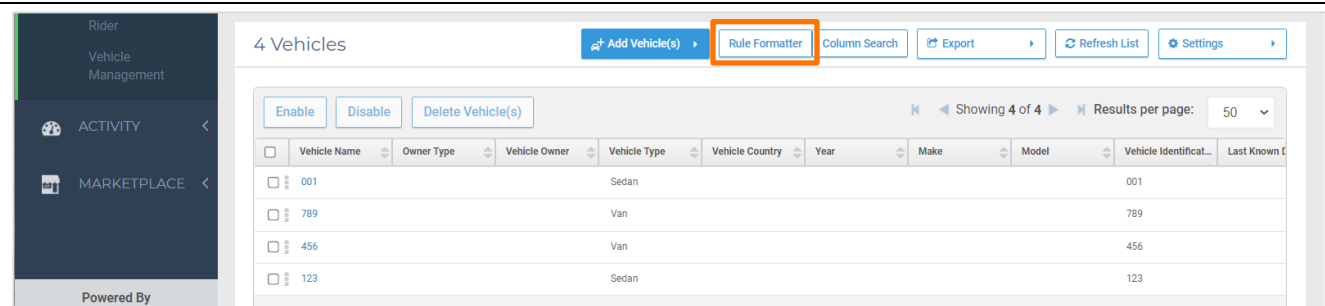 Rider
Vehicle
Management
ACTIVITY
MARKETPLACE
Powered By
4 Vehicles
Add Vehicle(s) Rule Formatter Column Search Export Refresh List Settings
Enable Disable Delete Vehicle(s) Showing 4 of 4 Results per page: 50
Vehicle Name Owner Type Vehicle Owner Vehicle Type Vehicle Country Year Make Model Vehicle Identificat... Last Known D
001 Sedan 001
789 Van 789
456 Van 456
123 Sedan 123